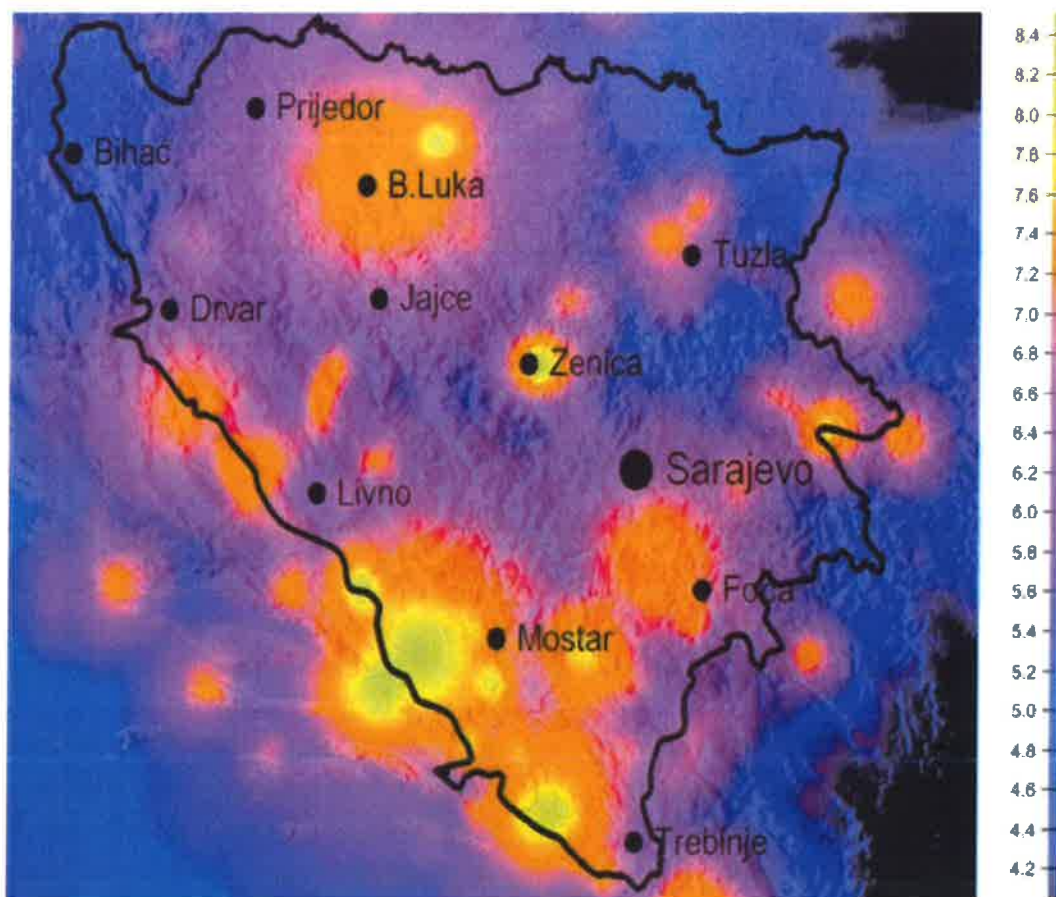 Prijedor
Bihać
B.Luka
Tuzla
Jajce
Drvar
Zenica
Sarajevo
Livno
Foča
Mostar
Trebinje
8.4
8.2
8.0
7.8
7.6
7.4
7.2
7.0
6.8
6.6
6.4
6.2
6.0
5.8
5.6
5.4
5.2
5.0
4.8
4.6
4.4
4.2